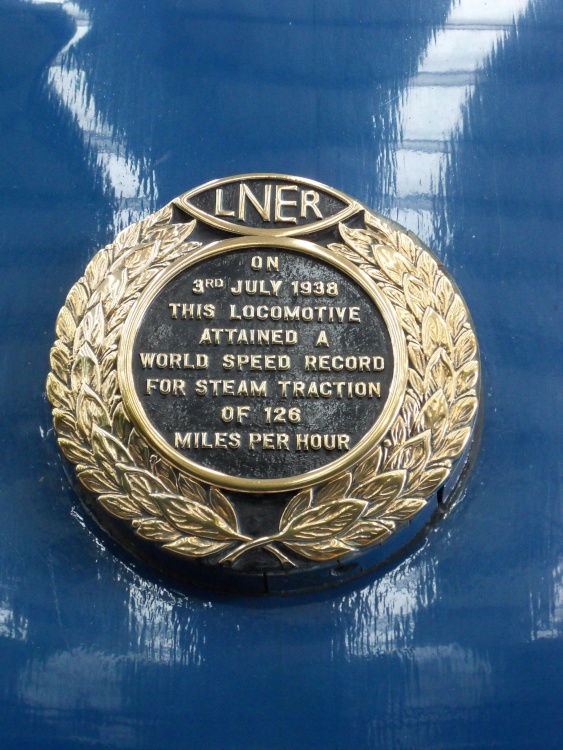 LNER
ON
3RD JULY 1938
THIS LOCOMOTIVE
ATTAINED A
WORLD SPEED RECORD
FOR STEAM TRACTION
OF 126
MILES PER HOUR